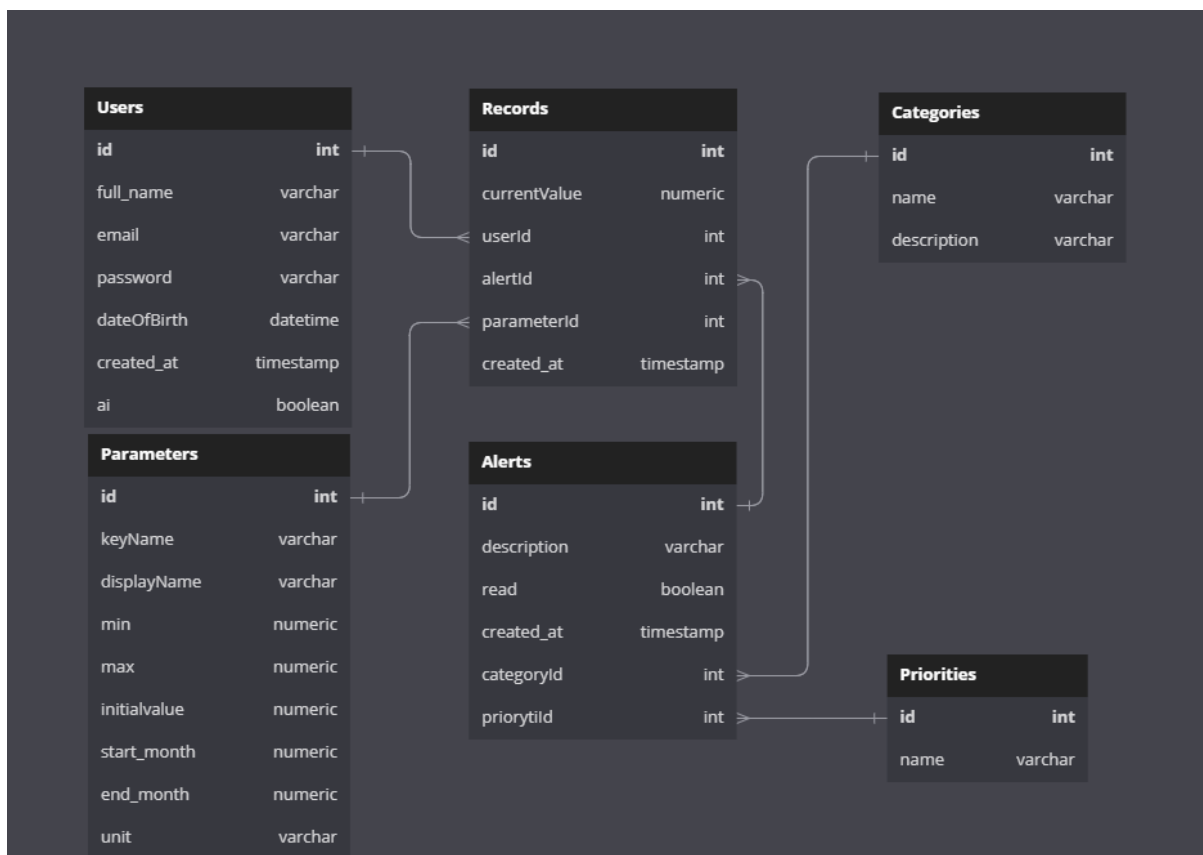 Users
id int
full_name varchar
email varchar
password varchar
dateOfBirth datetime
created_at timestamp
ai boolean
Parameters
id int
keyName varchar
displayName varchar
min numeric
max numeric
initialvalue numeric
start_month numeric
end_month numeric
unit varchar
Records
id int
currentValue numeric
userId int
alertId int
parameterId int
created_at timestamp
Alerts
id int
description varchar
read boolean
created_at timestamp
categoryId int
priorytiId int
Categories
id int
name varchar
description varchar
Priorities
id int
name varchar